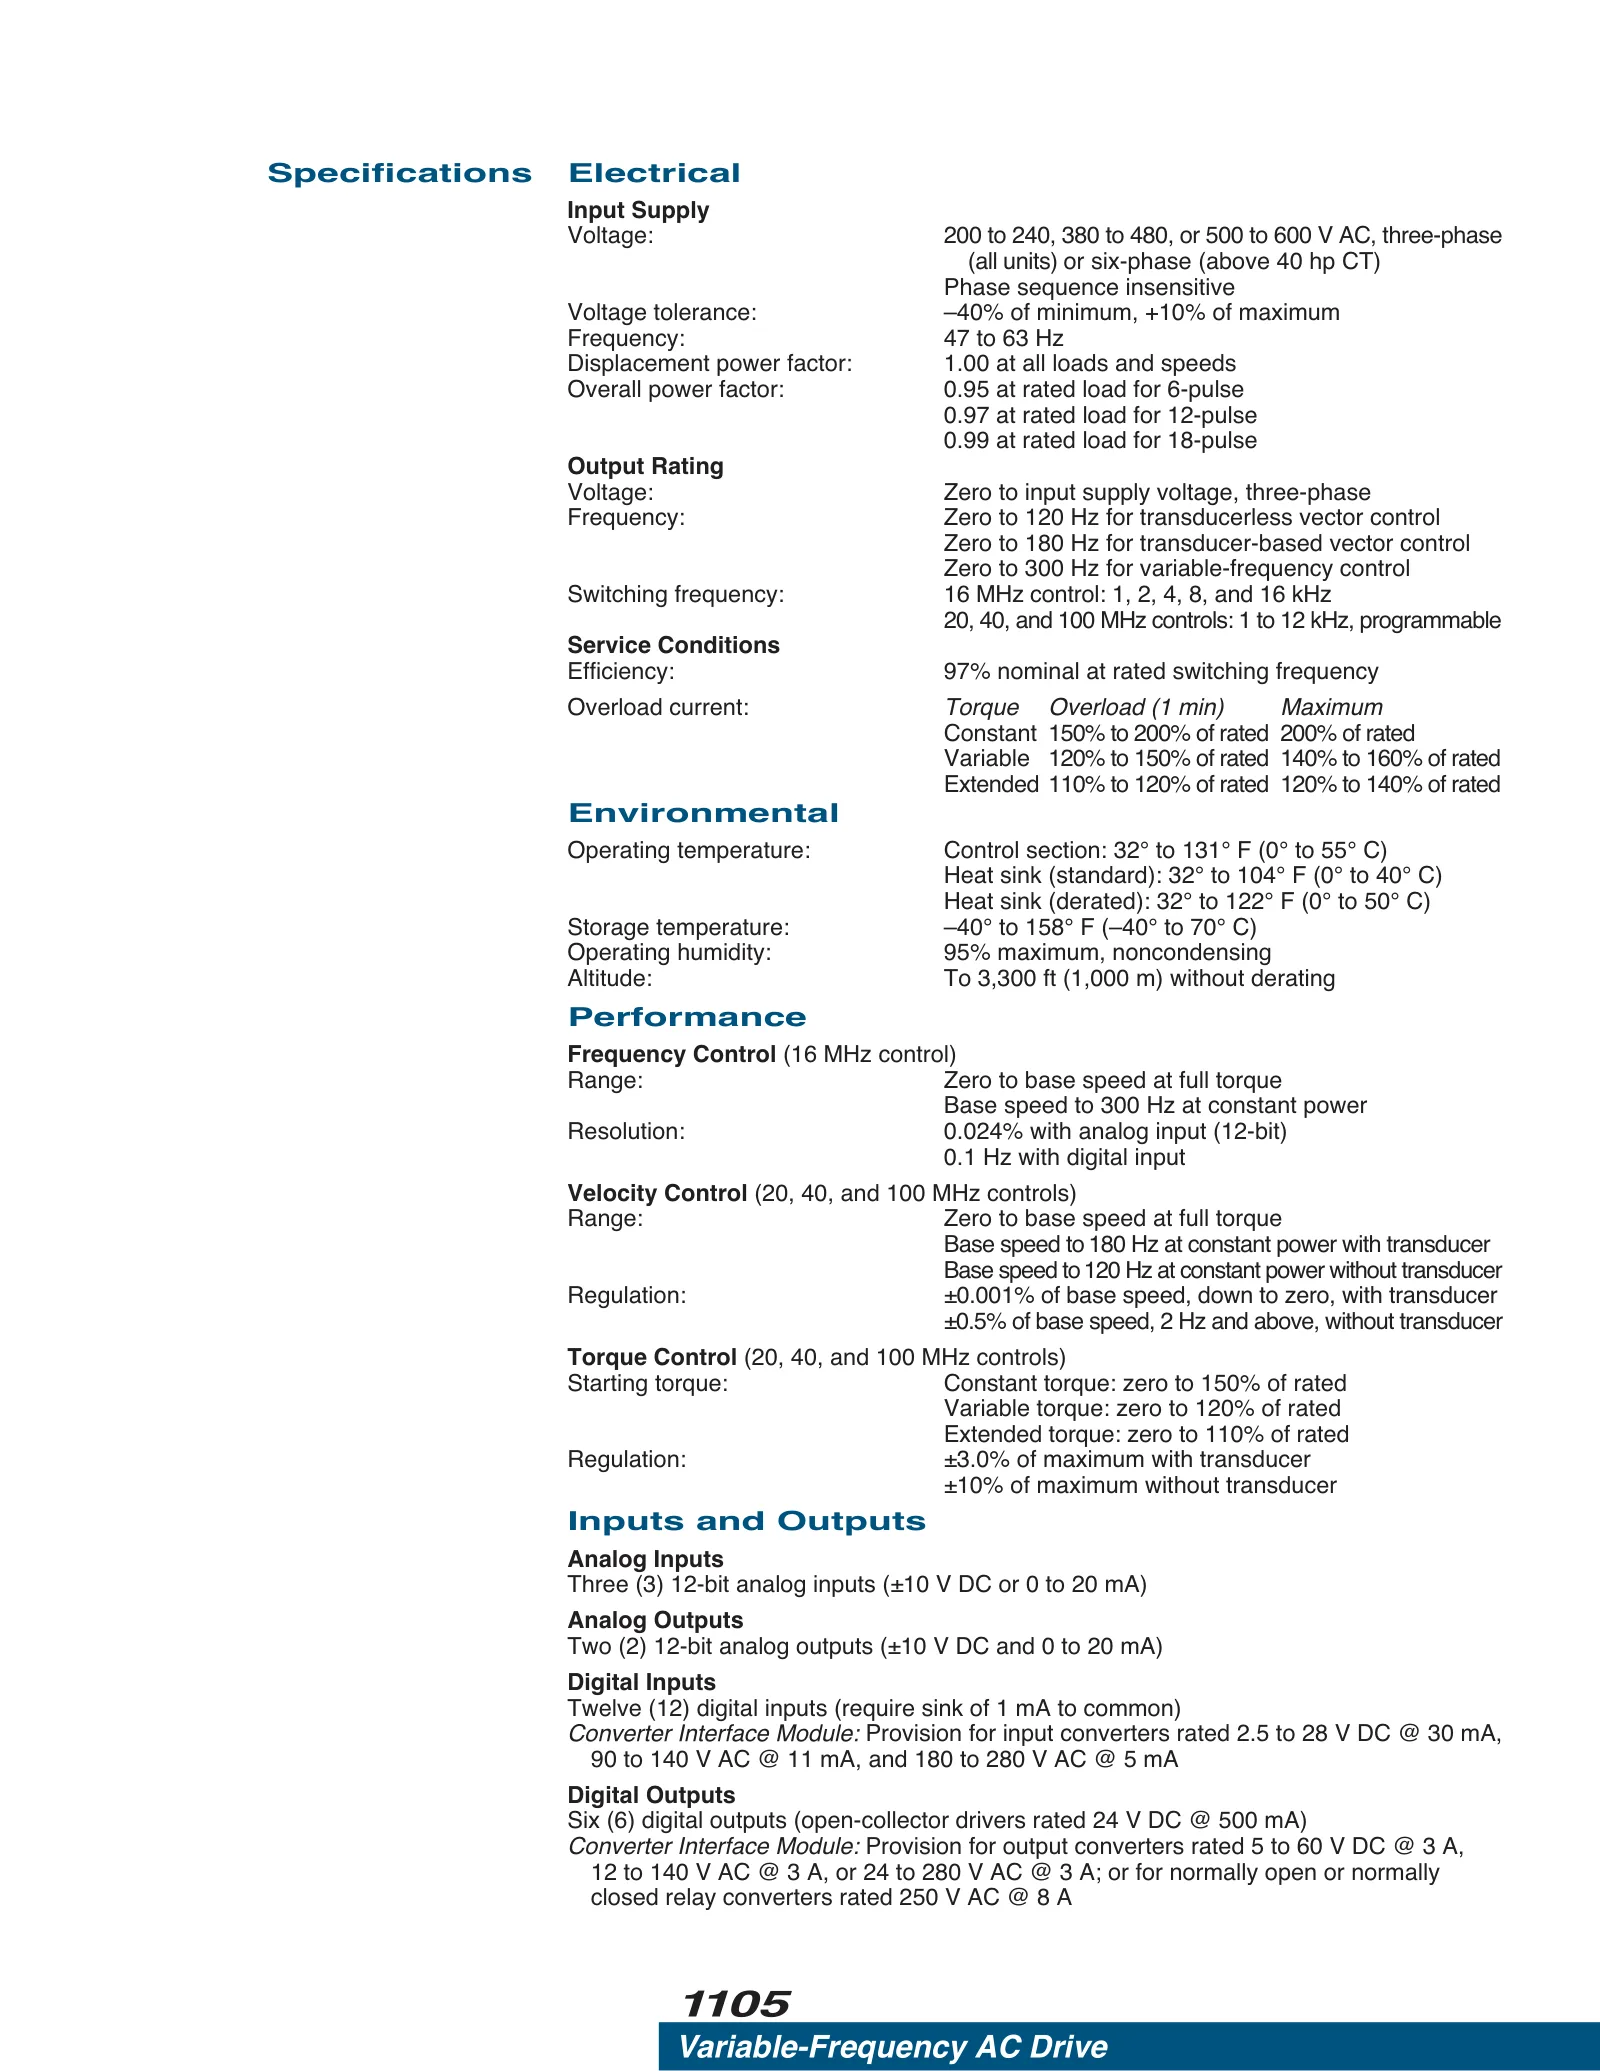 Specifications Electrical
Input Supply
Voltage: 200 to 240, 380 to 480, or 500 to 600 V AC, three-phase
(all units) or six-phase (above 40 hp CT)
Phase sequence insensitive
Voltage tolerance: –40% of minimum, +10% of maximum
Frequency: 47 to 63 Hz
Displacement power factor: 1.00 at all loads and speeds
Overall power factor: 0.95 at rated load for 6-pulse
0.97 at rated load for 12-pulse
0.99 at rated load for 18-pulse
Output Rating
Voltage: Zero to input supply voltage, three-phase
Frequency: Zero to 120 Hz for transducerless vector control
Zero to 180 Hz for transducer-based vector control
Zero to 300 Hz for variable-frequency control
Switching frequency: 16 MHz control: 1, 2, 4, 8, and 16 kHz
20, 40, and 100 MHz controls: 1 to 12 kHz, programmable
Service Conditions
Efficiency: 97% nominal at rated switching frequency
Overload current: Torque Overload (1 min) Maximum
Constant 150% to 200% of rated 200% of rated
Variable 120% to 150% of rated 140% to 160% of rated
Extended 110% to 120% of rated 120% to 140% of rated
Environmental
Operating temperature: Control section: 32° to 131° F (0° to 55° C)
Heat sink (standard): 32° to 104° F (0° to 40° C)
Heat sink (derated): 32° to 122° F (0° to 50° C)
Storage temperature: –40° to 158° F (–40° to 70° C)
Operating humidity: 95% maximum, noncondensing
Altitude: To 3,300 ft (1,000 m) without derating
Performance
Frequency Control (16 MHz control)
Range: Zero to base speed at full torque
Base speed to 300 Hz at constant power
Resolution: 0.024% with analog input (12-bit)
0.1 Hz with digital input
Velocity Control (20, 40, and 100 MHz controls)
Range: Zero to base speed at full torque
Base speed to 180 Hz at constant power with transducer
Base speed to 120 Hz at constant power without transducer
Regulation: ±0.001% of base speed, down to zero, with transducer
±0.5% of base speed, 2 Hz and above, without transducer
Torque Control (20, 40, and 100 MHz controls)
Starting torque: Constant torque: zero to 150% of rated
Variable torque: zero to 120% of rated
Extended torque: zero to 110% of rated
Regulation: ±3.0% of maximum with transducer
±10% of maximum without transducer
Inputs and Outputs
Analog Inputs
Three (3) 12-bit analog inputs (±10 V DC or 0 to 20 mA)
Analog Outputs
Two (2) 12-bit analog outputs (±10 V DC and 0 to 20 mA)
Digital Inputs
Twelve (12) digital inputs (require sink of 1 mA to common)
Converter Interface Module: Provision for input converters rated 2.5 to 28 V DC @ 30 mA,
90 to 140 V AC @ 11 mA, and 180 to 280 V AC @ 5 mA
Digital Outputs
Six (6) digital outputs (open-collector drivers rated 24 V DC @ 500 mA)
Converter Interface Module: Provision for output converters rated 5 to 60 V DC @ 3 A,
12 to 140 V AC @ 3 A, or 24 to 280 V AC @ 3 A; or for normally open or normally
closed relay converters rated 250 V AC @ 8 A
1105
Variable-Frequency AC Drive